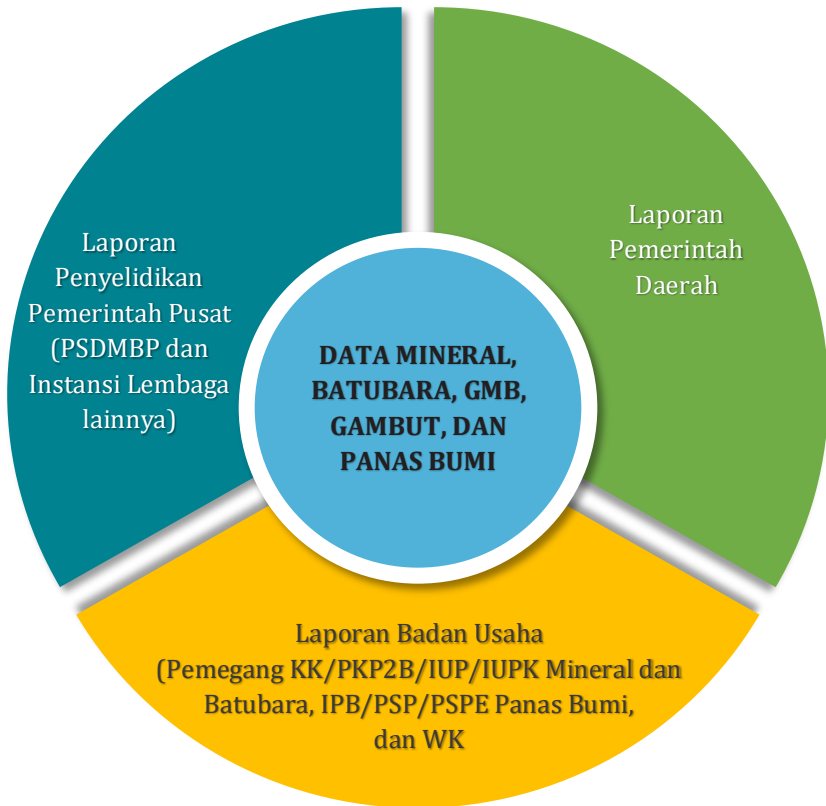 Laporan
Penyelidikan
Pemerintah Pusat
(PSDMBP dan
Instansi Lembaga
lainnya)
Laporan
Pemerintah
Daerah
DATA MINERAL,
BATUBARA, GMB,
GAMBUT, DAN
PANAS BUMI
Laporan Badan Usaha
(Pemegang KK/PKP2B/IUP/IUPK Mineral dan
Batubara, IPB/PSP/PSPE Panas Bumi,
dan WK